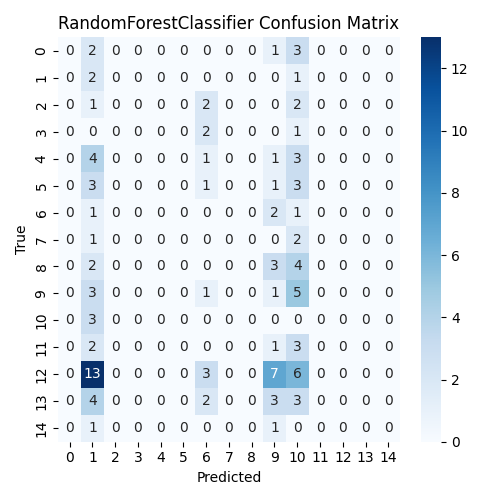 RandomForestClassifier Confusion Matrix
0 0 2 0 0 0 0 0 0 0 1 3 0 0 0 0
1 0 2 0 0 0 0 0 0 0 0 1 0 0 0 0
2 0 1 0 0 0 0 2 0 0 0 2 0 0 0 0
3 0 0 0 0 0 0 2 0 0 0 1 0 0 0 0
4 0 4 0 0 0 0 1 0 0 1 3 0 0 0 0
5 0 3 0 0 0 0 1 0 0 1 3 0 0 0 0
6 0 1 0 0 0 0 0 0 0 2 1 0 0 0 0
7 0 1 0 0 0 0 0 0 0 0 2 0 0 0 0
8 0 2 0 0 0 0 0 0 0 3 4 0 0 0 0
9 0 3 0 0 0 0 1 0 0 1 5 0 0 0 0
10 0 3 0 0 0 0 0 0 0 0 0 0 0 0 0
11 0 2 0 0 0 0 0 0 0 1 3 0 0 0 0
12 0 13 0 0 0 0 3 0 0 7 6 0 0 0 0
13 0 4 0 0 0 0 2 0 0 3 3 0 0 0 0
14 0 1 0 0 0 0 0 0 0 1 0 0 0 0 0
0 1 2 3 4 5 6 7 8 9 10 11 12 13 14
Predicted
True
12
10
8
6
4
2
0